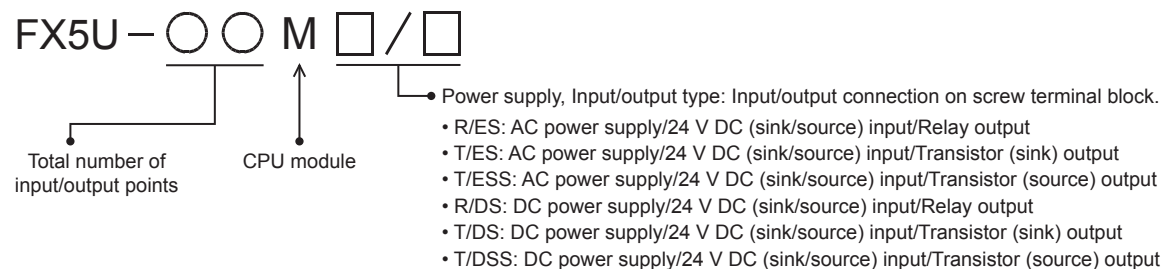 FX5U – ○○ M □/□
Power supply, Input/output type: Input/output connection on screw terminal block.
• R/ES: AC power supply/24 V DC (sink/source) input/Relay output
• T/ES: AC power supply/24 V DC (sink/source) input/Transistor (sink) output
• T/ESS: AC power supply/24 V DC (sink/source) input/Transistor (source) output
• R/DS: DC power supply/24 V DC (sink/source) input/Relay output
• T/DS: DC power supply/24 V DC (sink/source) input/Transistor (sink) output
• T/DSS: DC power supply/24 V DC (sink/source) input/Transistor (source) output
Total number of
input/output points
CPU module